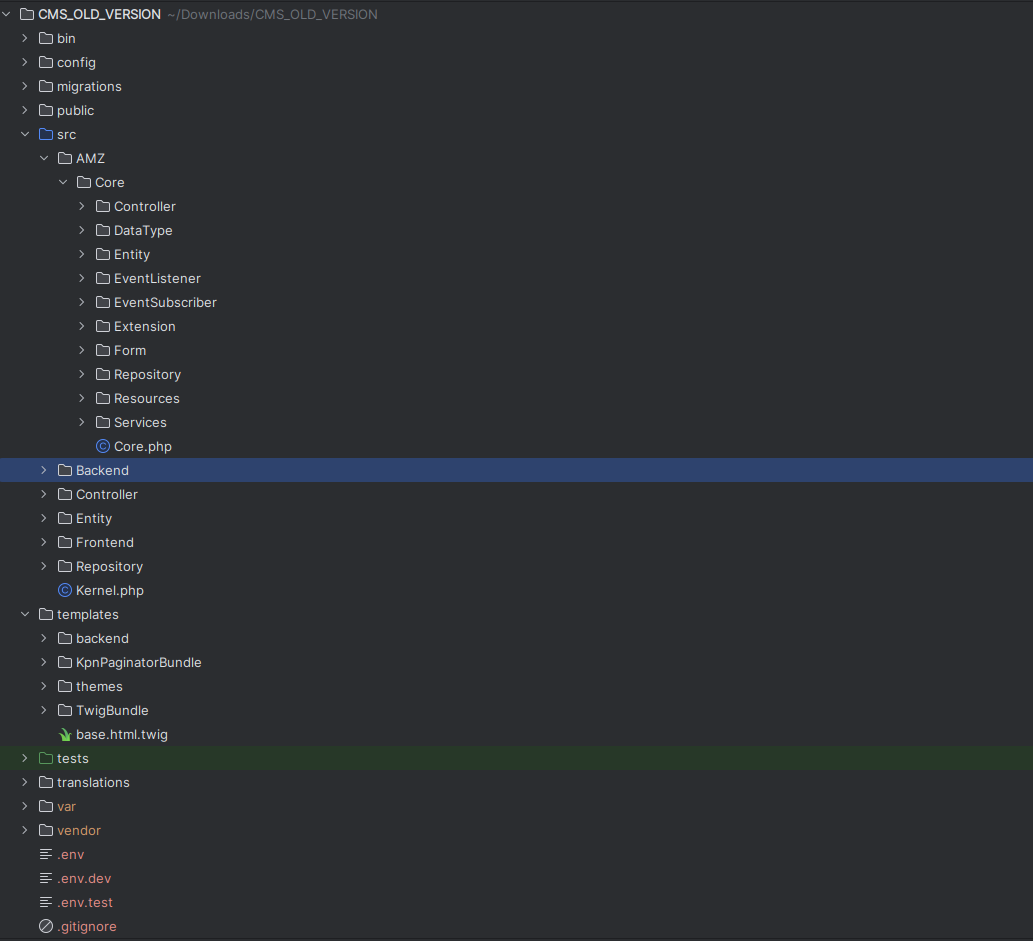 CMS_OLD_VERSION ~/Downloads/CMS_OLD_VERSION
bin
config
migrations
public
src
AMZ
Core
Controller
DataType
Entity
EventListener
EventSubscriber
Extension
Form
Repository
Resources
Services
Core.php
Backend
Controller
Entity
Frontend
Repository
Kernel.php
templates
backend
KpnPaginatorBundle
themes
TwigBundle
base.html.twig
tests
translations
var
vendor
.env
.env.dev
.env.test
.gitignore